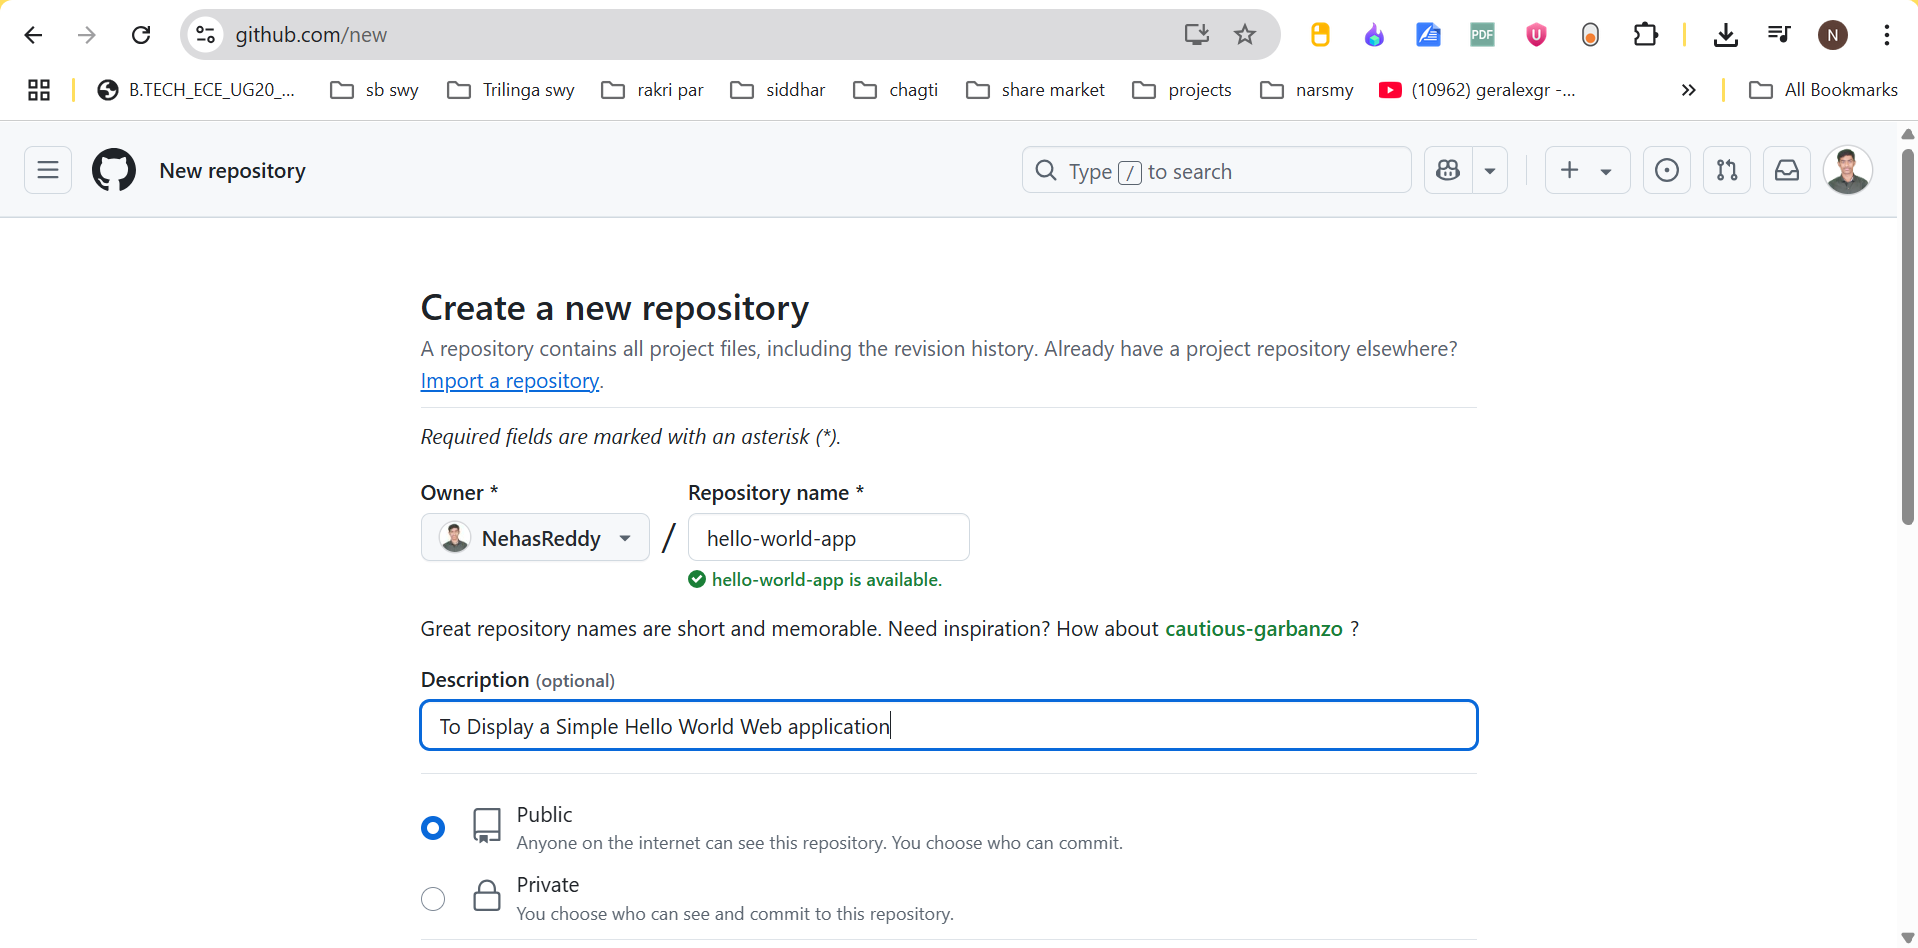 github.com/new
B.TECH_ECE_UG20_...
sb swy
Trilinga swy
rakri par
siddhar
chagti
share market
projects
narsmy
(10962) geralexgr -...
All Bookmarks
PDF
U
N
New repository
Type / to search
Create a new repository
A repository contains all project files, including the revision history. Already have a project repository elsewhere?
Import a repository.
Required fields are marked with an asterisk (*).
Owner *
Repository name *
NehasReddy
/
hello-world-app
hello-world-app is available.
Great repository names are short and memorable. Need inspiration? How about cautious-garbanzo ?
Description (optional)
To Display a Simple Hello World Web application
Public
Anyone on the internet can see this repository. You choose who can commit.
Private
You choose who can see and commit to this repository.